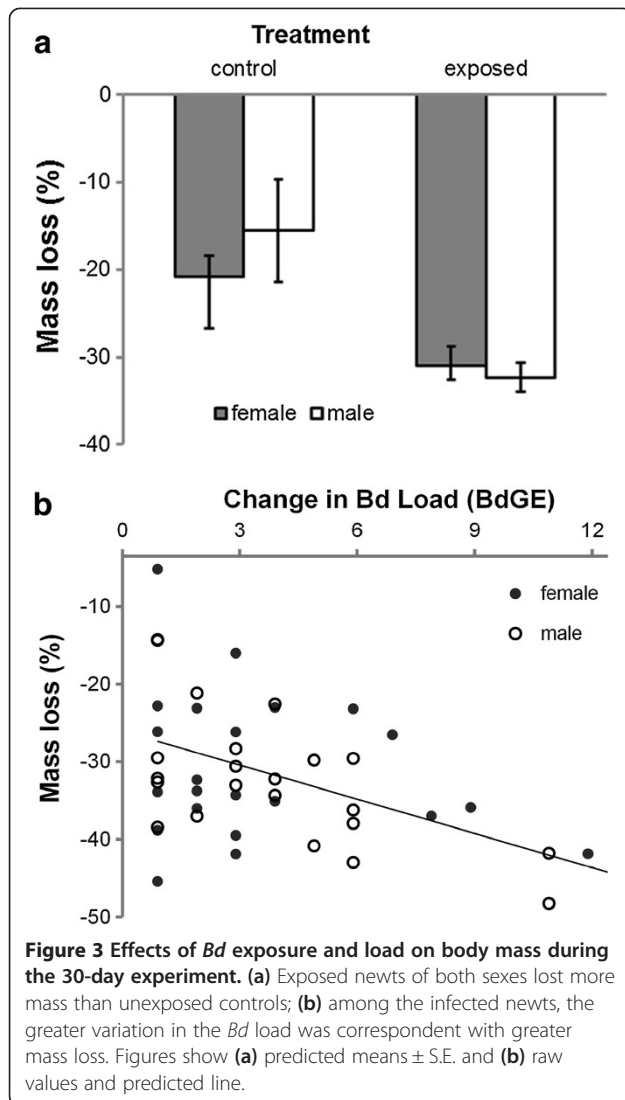 a
Treatment
control exposed
0
-10
-20
-30
-40
Mass loss (%)
female male
b
Change in Bd Load (BdGE)
0 3 6 9 12
-10
-20
-30
-40
-50
Mass loss (%)
female
male
Figure 3 Effects of Bd exposure and load on body mass during
the 30-day experiment. (a) Exposed newts of both sexes lost more
mass than unexposed controls; (b) among the infected newts, the
greater variation in the Bd load was correspondent with greater
mass loss. Figures show (a) predicted means ± S.E. and (b) raw
values and predicted line.